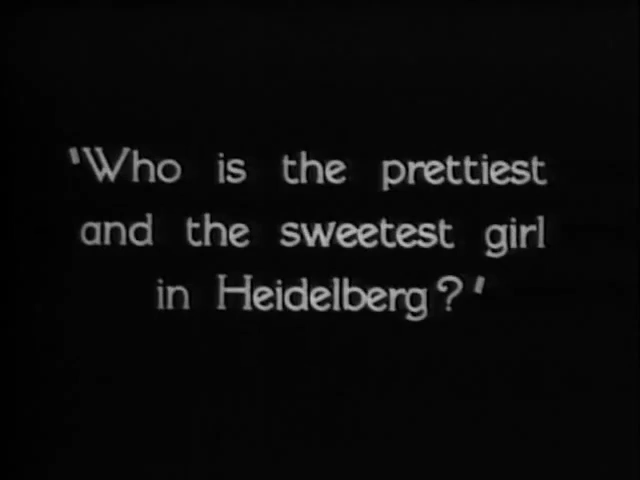 "Who is the prettiest
and the sweetest girl
in Heidelberg?"